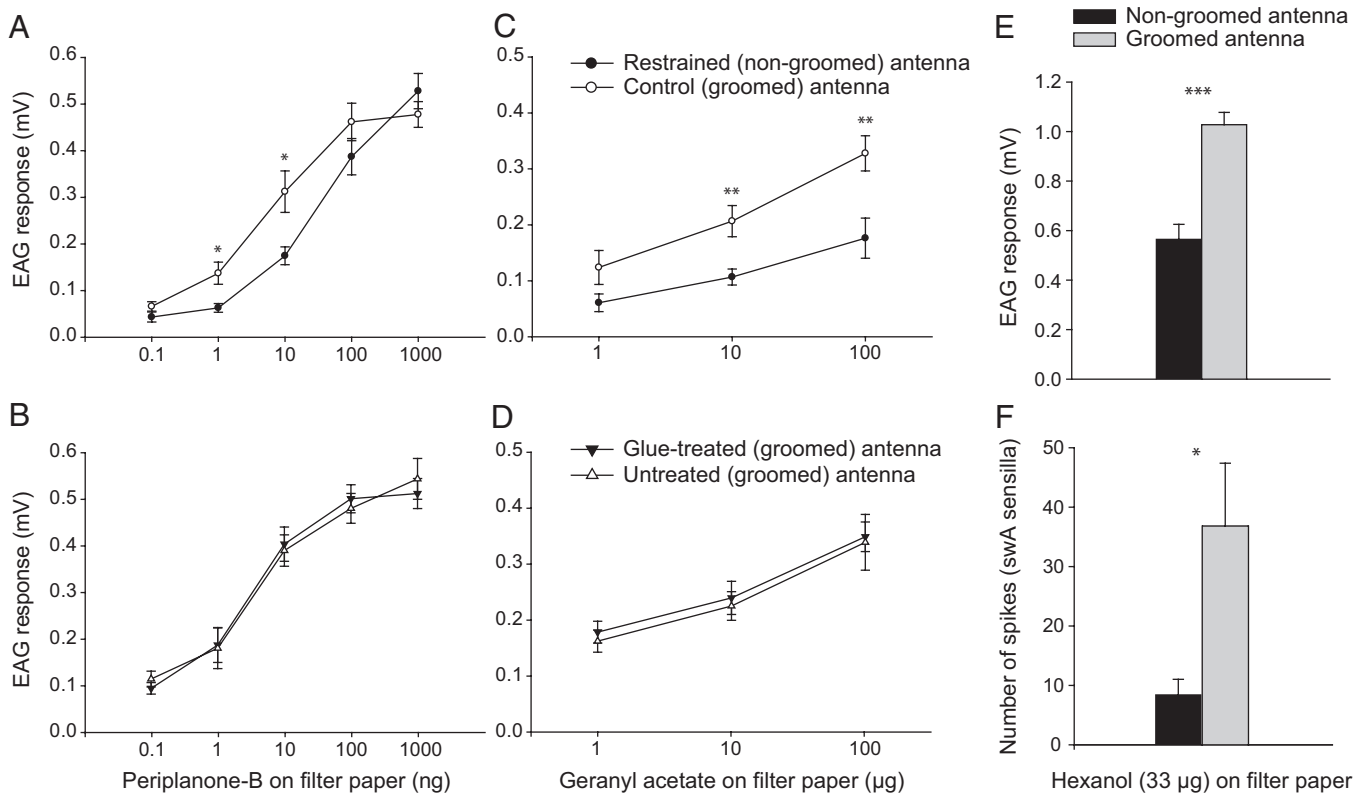 A
EAG response (mV)
0.6
0.5
0.4
0.3
0.2
0.1
0.0
*
*
0.1 1 10 100 1000
B
EAG response (mV)
0.6
0.5
0.4
0.3
0.2
0.1
0.0
0.1 1 10 100 1000
Periplanone-B on filter paper (ng)
C
Restrained (non-groomed) antenna
Control (groomed) antenna
0.5
0.4
0.3
0.2
0.1
0.0
**
**
1 10 100
D
Glue-treated (groomed) antenna
Untreated (groomed) antenna
0.5
0.4
0.3
0.2
0.1
0.0
1 10 100
Geranyl acetate on filter paper (µg)
E
Non-groomed antenna
Groomed antenna
EAG response (mV)
1.2
1.0
0.8
0.6
0.4
0.2
0.0
***
F
Number of spikes (swA sensilla)
50
40
30
20
10
0
*
Hexanol (33 µg) on filter paper